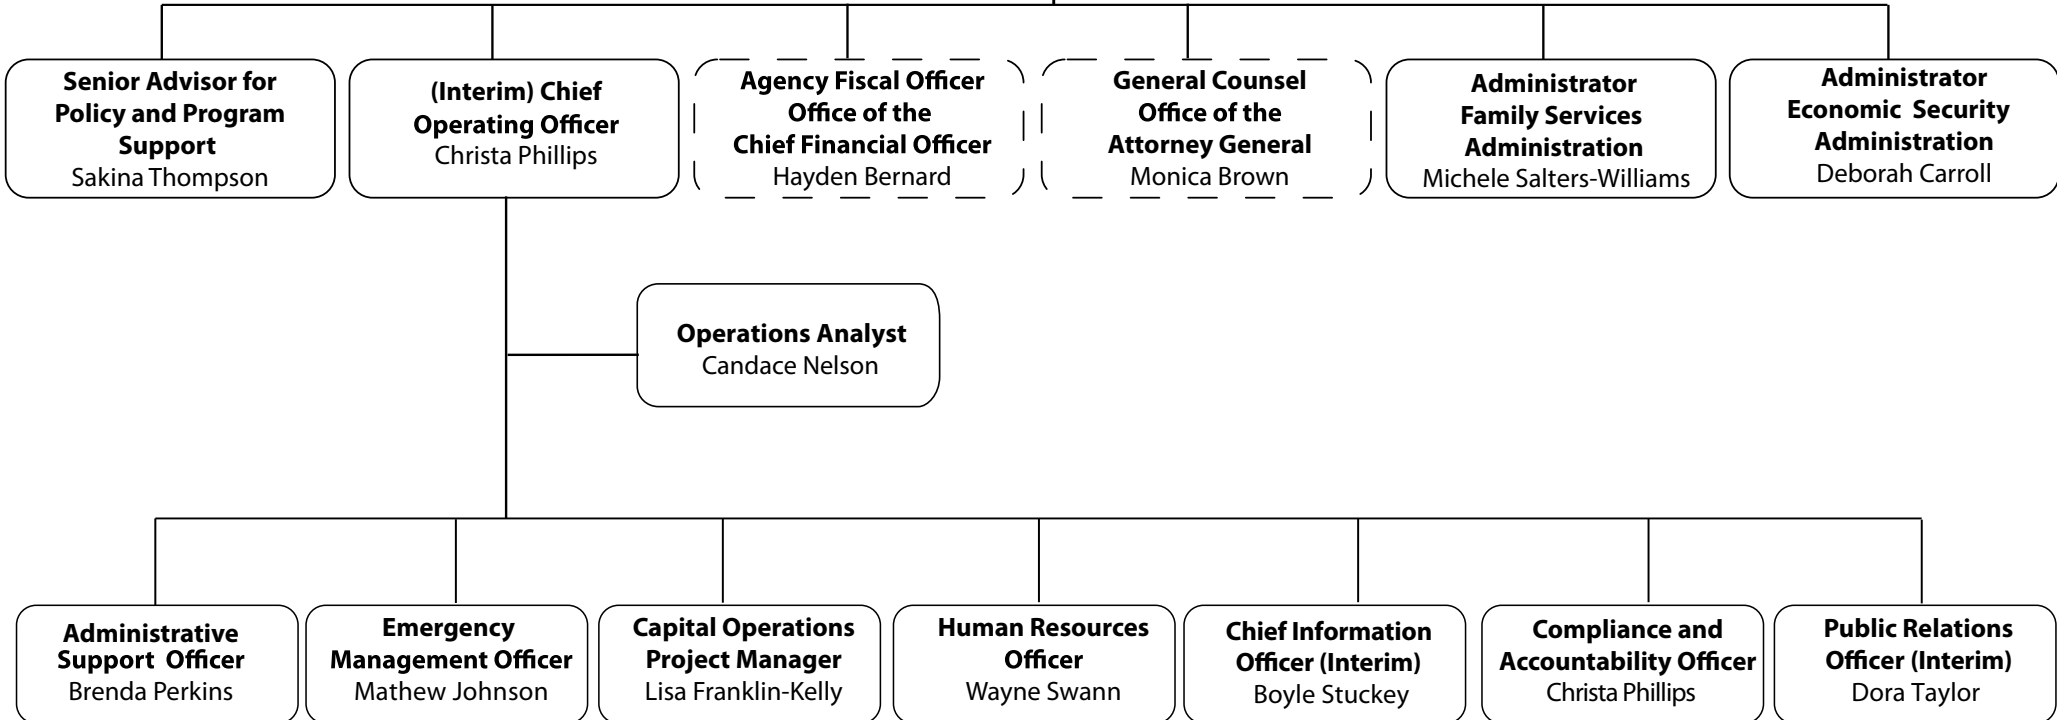 Senior Advisor for
Policy and Program
Support
Sakina Thompson
(Interim) Chief
Operating Officer
Christa Phillips
Agency Fiscal Officer
Office of the
Chief Financial Officer
Hayden Bernard
General Counsel
Office of the
Attorney General
Monica Brown
Administrator
Family Services
Administration
Michele Salters-Williams
Administrator
Economic Security
Administration
Deborah Carroll
Operations Analyst
Candace Nelson
Administrative
Support Officer
Brenda Perkins
Emergency
Management Officer
Mathew Johnson
Capital Operations
Project Manager
Lisa Franklin-Kelly
Human Resources
Officer
Wayne Swann
Chief Information
Officer (Interim)
Boyle Stuckey
Compliance and
Accountability Officer
Christa Phillips
Public Relations
Officer (Interim)
Dora Taylor